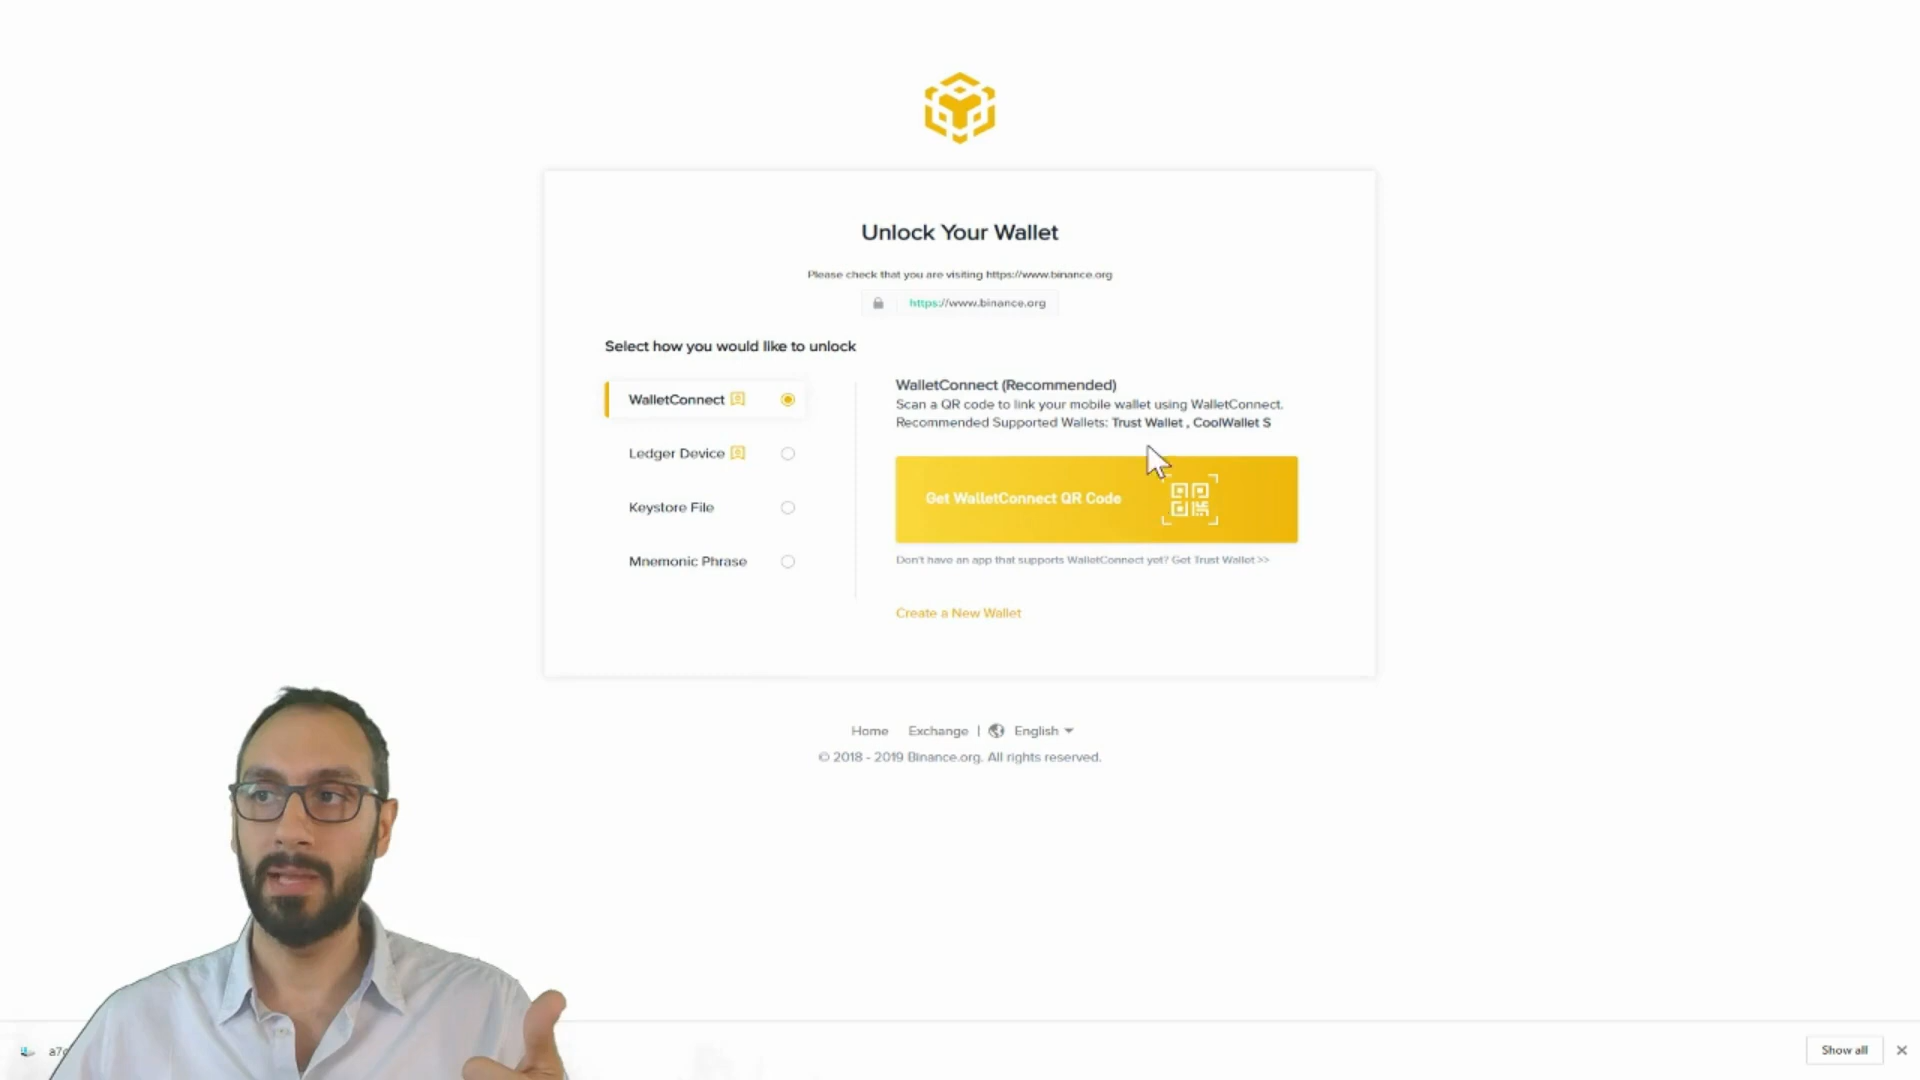 Unlock Your Wallet
Please check that you are visiting https://www.binance.org
https://www.binance.org
Select how you would like to unlock
WalletConnect
Ledger Device
Keystore File
Mnemonic Phrase
WalletConnect (Recommended)
Scan a QR code to link your mobile wallet using WalletConnect.
Recommended Supported Wallets: Trust Wallet , CoolWallet S
Get WalletConnect QR Code
Don't have an app that supports WalletConnect yet? Get Trust Wallet >>
Create a New Wallet
Home Exchange | English
© 2018 - 2019 Binance.org. All rights reserved.
Show all